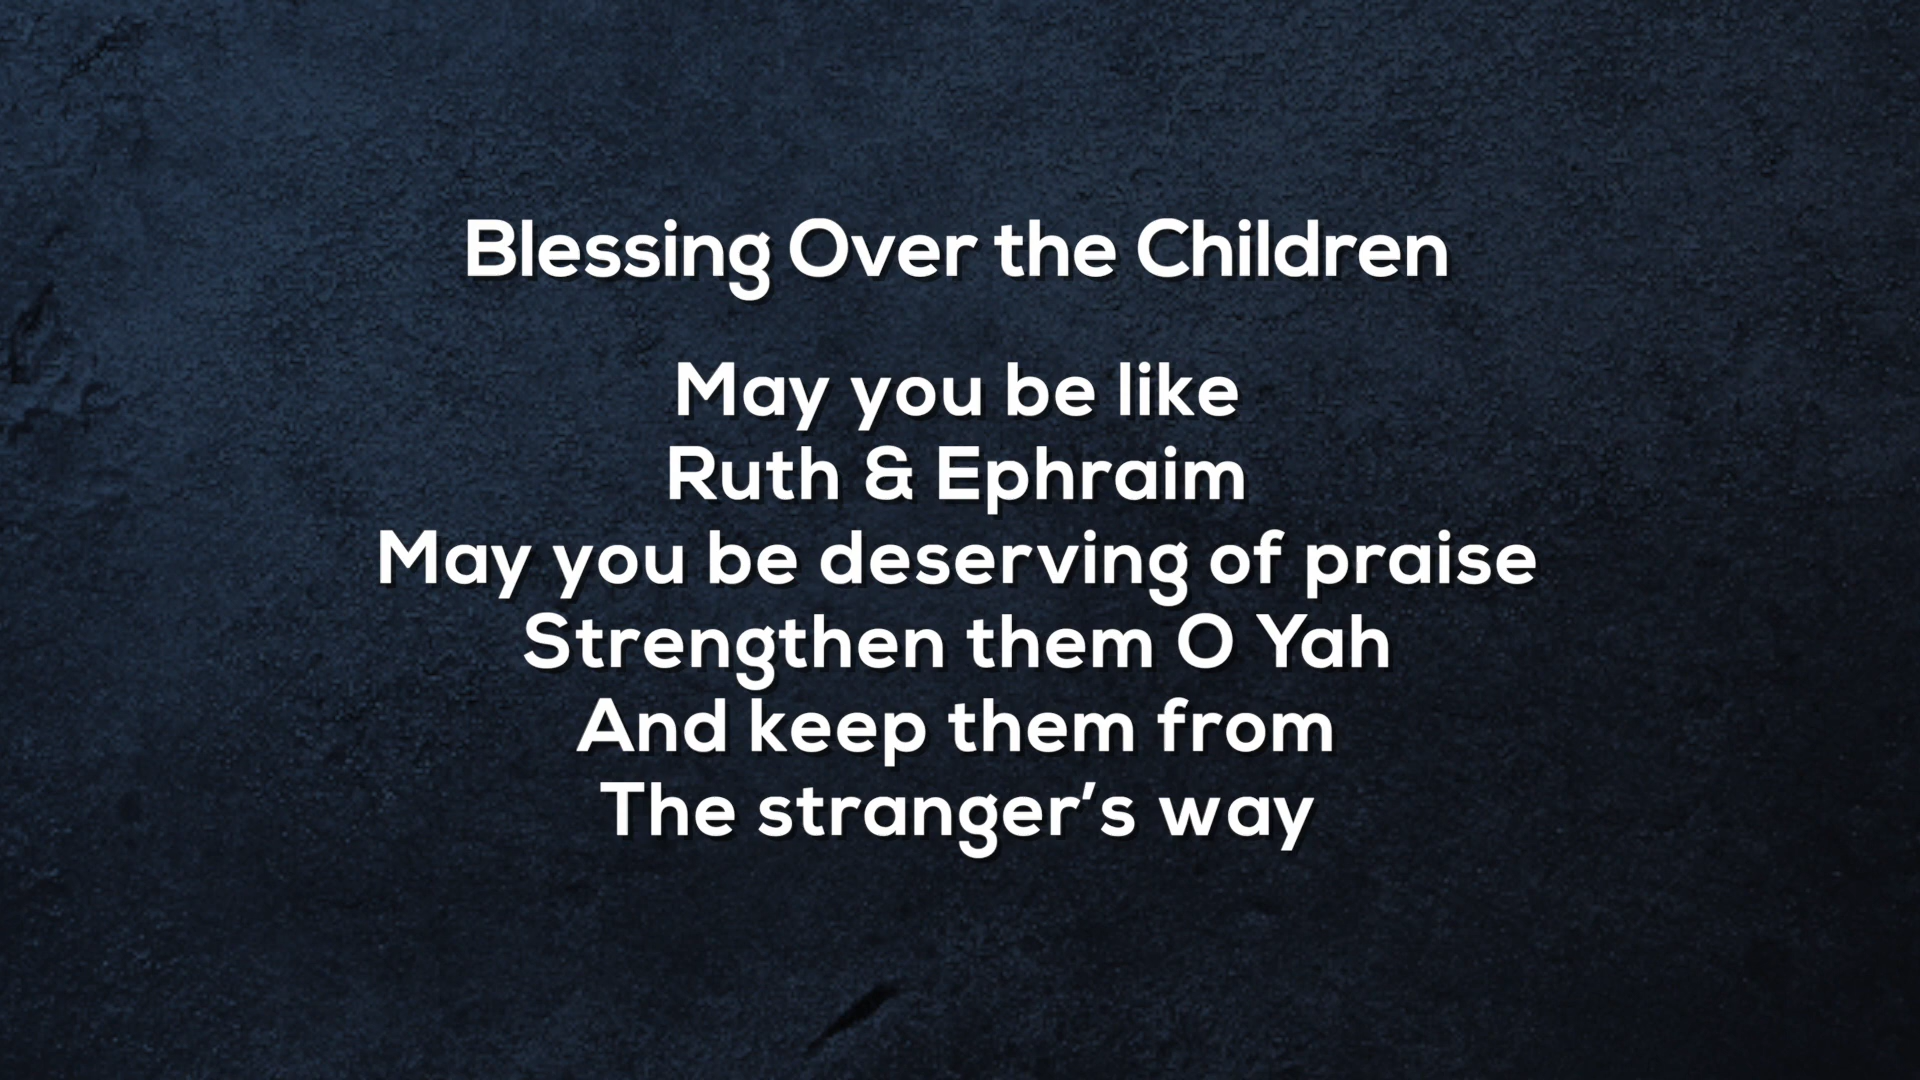 Blessing Over the Children
May you be like
Ruth & Ephraim
May you be deserving of praise
Strengthen them O Yah
And keep them from
The stranger’s way